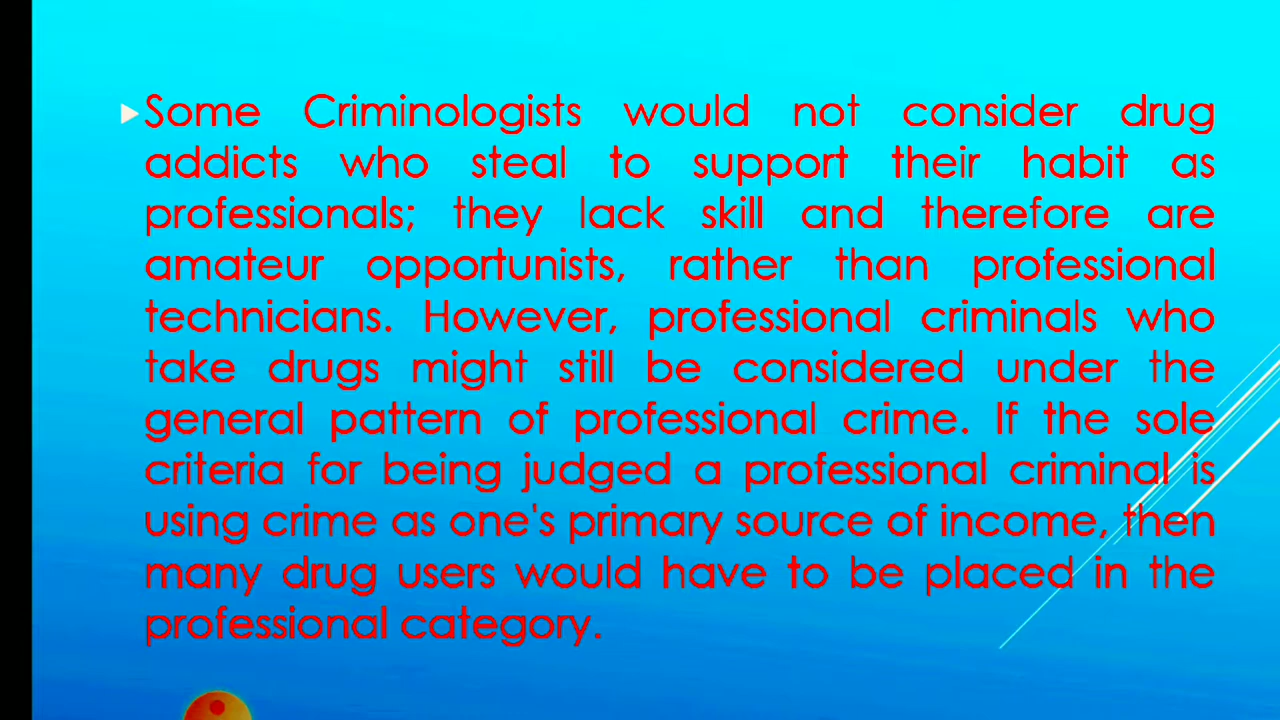 Some Criminologists would not consider drug
addicts who steal to support their habit as
professionals; they lack skill and therefore are
amateur opportunists, rather than professional
technicians. However, professional criminals who
take drugs might still be considered under the
general pattern of professional crime. If the sole
criteria for being judged a professional criminal is
using crime as one's primary source of income, then
many drug users would have to be placed in the
professional category.